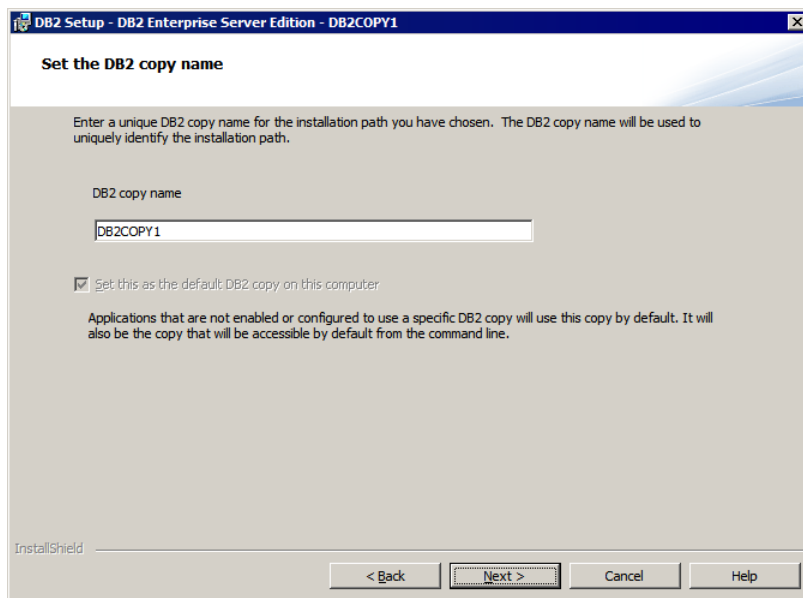 DB2 Setup - DB2 Enterprise Server Edition - DB2COPY1
Set the DB2 copy name
Enter a unique DB2 copy name for the installation path you have chosen. The DB2 copy name will be used to
uniquely identify the installation path.
DB2 copy name
DB2COPY1
Set this as the default DB2 copy on this computer
Applications that are not enabled or configured to use a specific DB2 copy will use this copy by default. It will
also be the copy that will be accessible by default from the command line.
InstallShield
< Back Next > Cancel Help